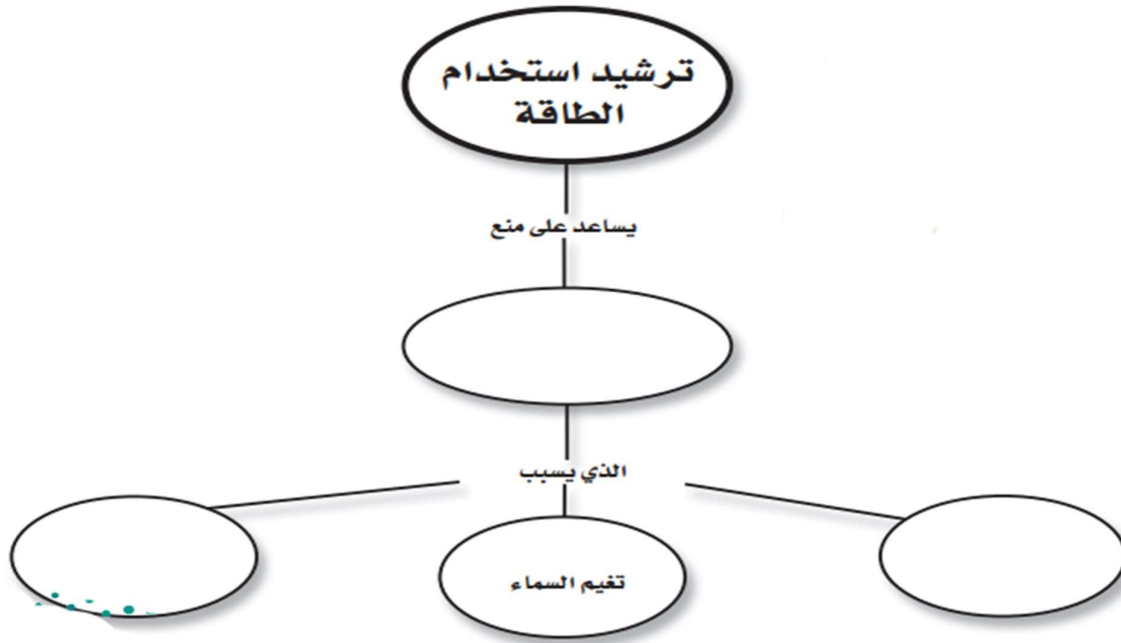 ترشيد استخدام
الطاقة
يساعد على منع
الذي يسبب
تغيم السماء